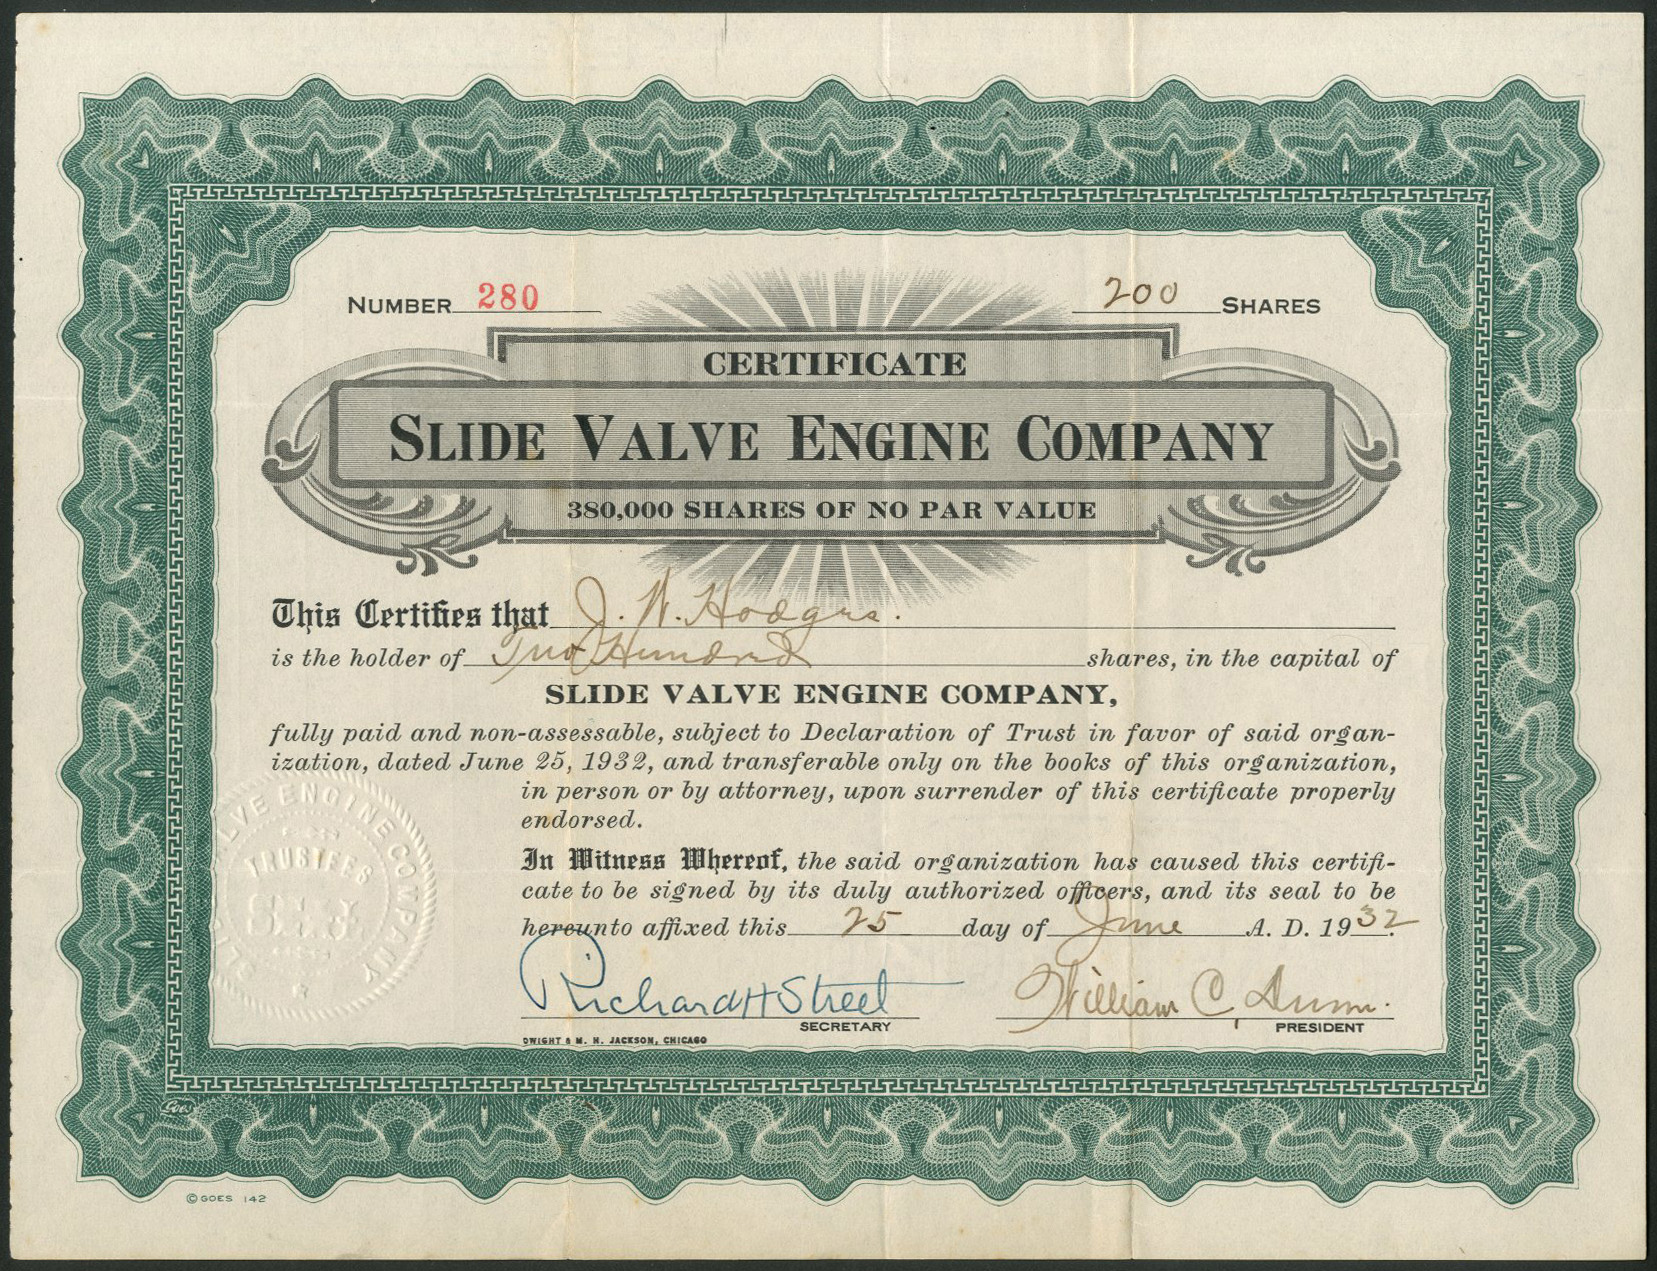 NUMBER 280
200 SHARES
CERTIFICATE
SLIDE VALVE ENGINE COMPANY
380,000 SHARES OF NO PAR VALUE
This Certifies that J. W. Hodges.
is the holder of Two Hundred shares, in the capital of
SLIDE VALVE ENGINE COMPANY,
fully paid and non-assessable, subject to Declaration of Trust in favor of said organ-
ization, dated June 25, 1932, and transferable only on the books of this organization,
in person or by attorney, upon surrender of this certificate properly
endorsed.
In Witness Whereof, the said organization has caused this certifi-
cate to be signed by its duly authorized officers, and its seal to be
hereunto affixed this 25 day of June A. D. 1932.
VALVE ENGINE COMPANY
TRUSTEES
Richard H Street
SECRETARY
William C. Dunn.
PRESIDENT
DWIGHT & M. H. JACKSON, CHICAGO
Goes
© GOES 142